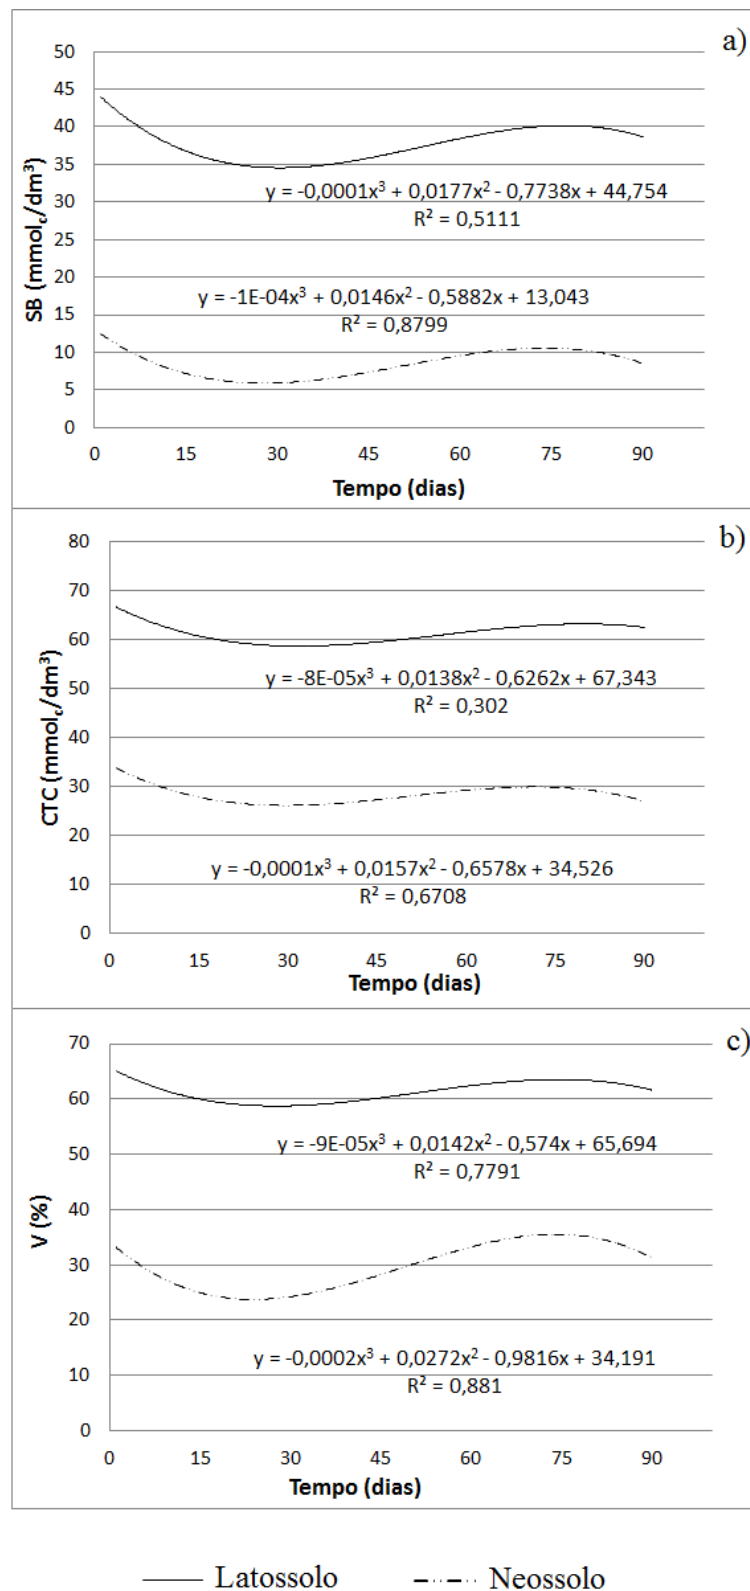 a)
50
45
40
35
30
25
20
15
10
5
0
SB (mmolc/dm³)
y = -0,0001x³ + 0,0177x² - 0,7738x + 44,754
R² = 0,5111
y = -1E-04x³ + 0,0146x² - 0,5882x + 13,043
R² = 0,8799
0 15 30 45 60 75 90
Tempo (dias)
b)
80
70
60
50
40
30
20
10
0
CTC (mmolc/dm³)
y = -8E-05x³ + 0,0138x² - 0,6262x + 67,343
R² = 0,302
y = -0,0001x³ + 0,0157x² - 0,6578x + 34,526
R² = 0,6708
0 15 30 45 60 75 90
Tempo (dias)
c)
70
60
50
40
30
20
10
0
V (%)
y = -9E-05x³ + 0,0142x² - 0,574x + 65,694
R² = 0,7791
y = -0,0002x³ + 0,0272x² - 0,9816x + 34,191
R² = 0,881
0 15 30 45 60 75 90
Tempo (dias)
Latossolo Neossolo